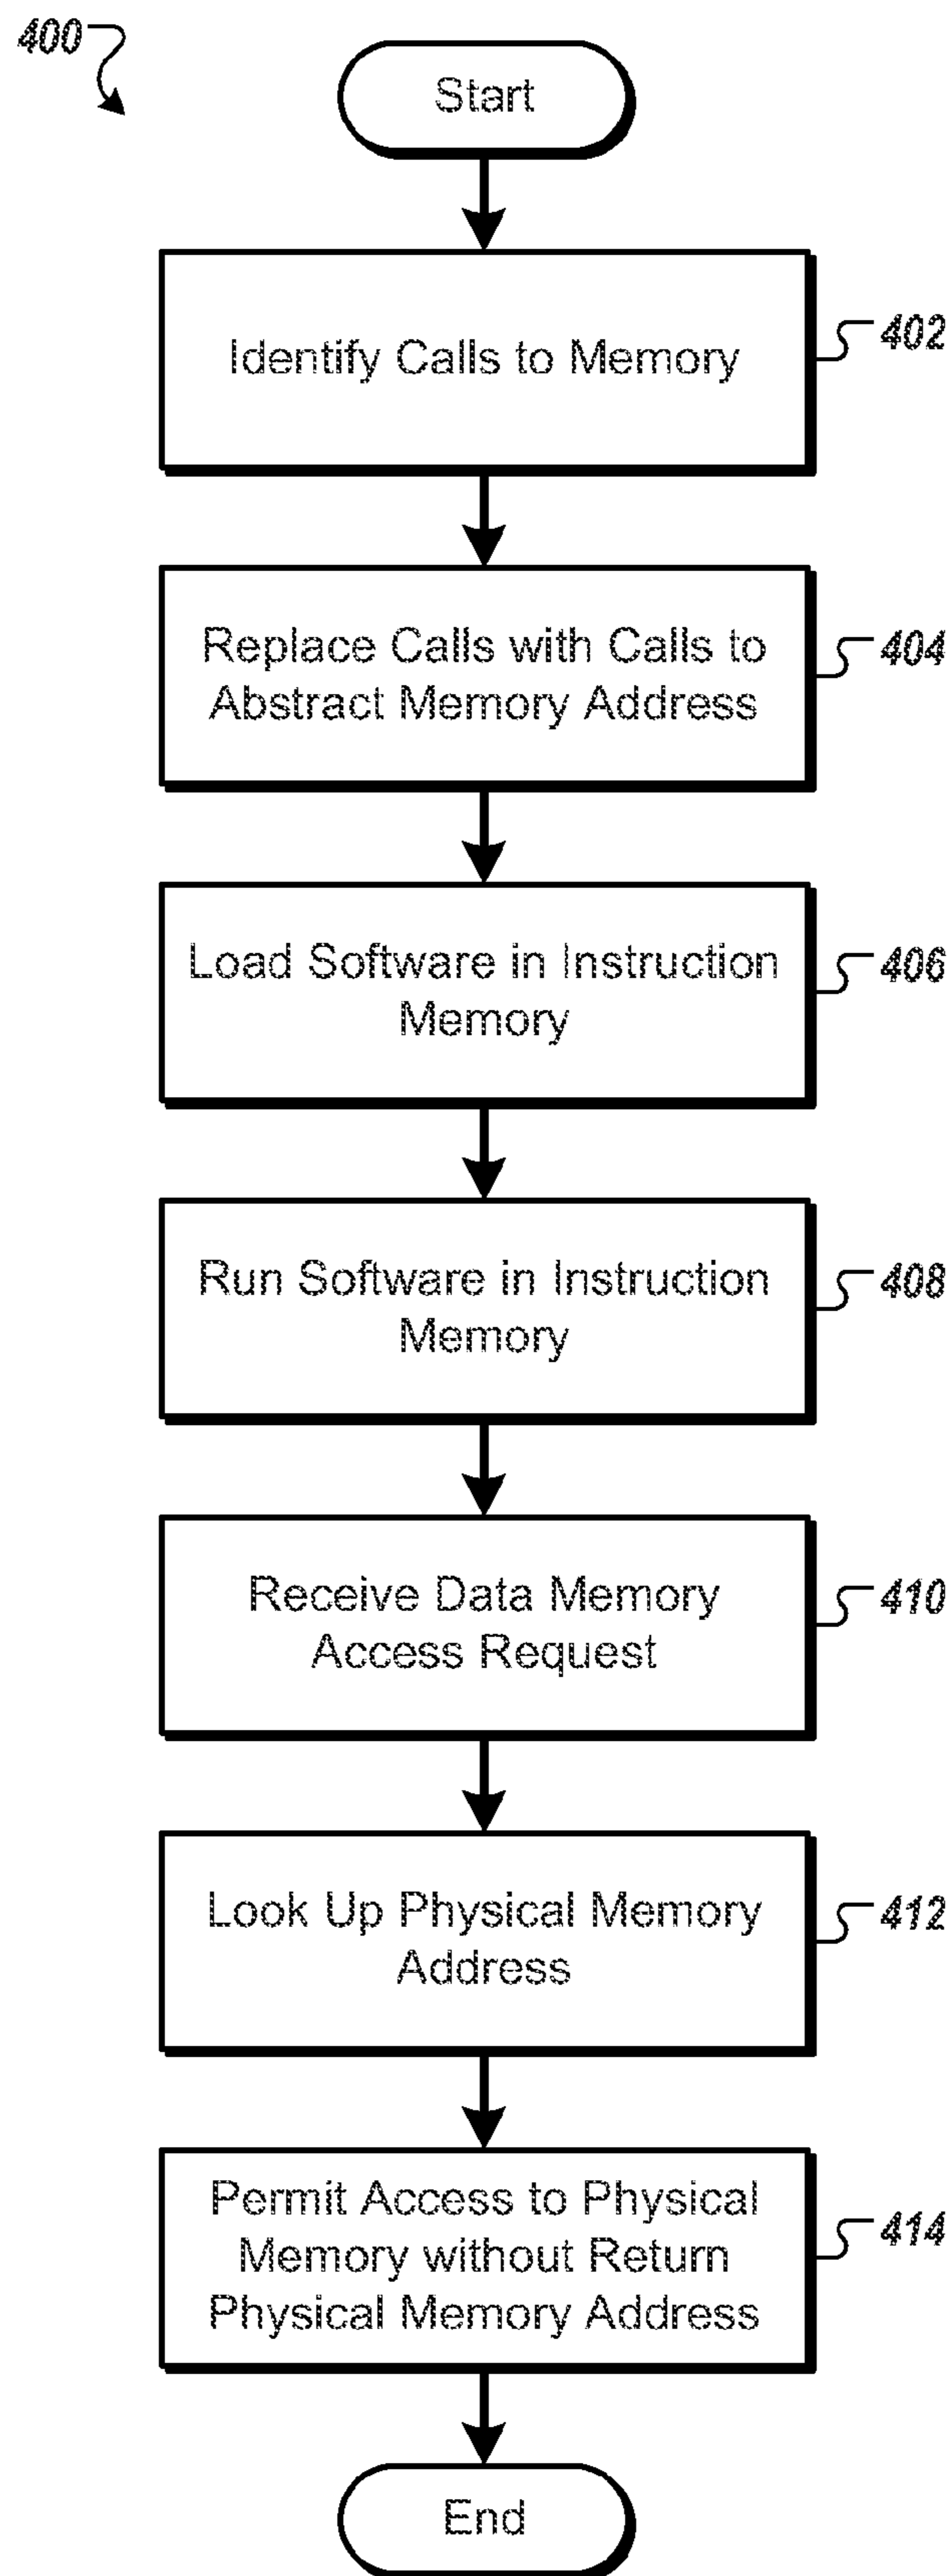 400
Start
Identify Calls to Memory
402
Replace Calls with Calls to
Abstract Memory Address
404
Load Software in Instruction
Memory
406
Run Software in Instruction
Memory
408
Receive Data Memory
Access Request
410
Look Up Physical Memory
Address
412
Permit Access to Physical
Memory without Return
Physical Memory Address
414
End